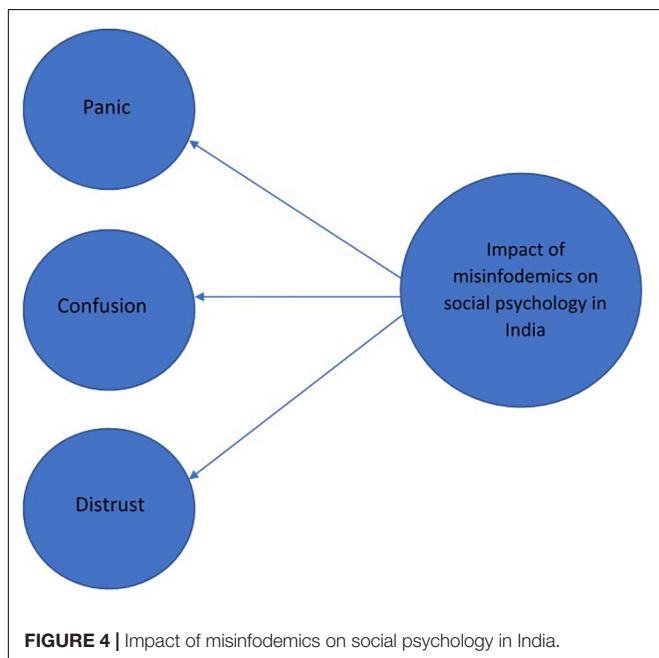 Panic
Impact of
misinfodemics on
social psychology in
India
Confusion
Distrust
FIGURE 4 | Impact of misinfodemics on social psychology in India.